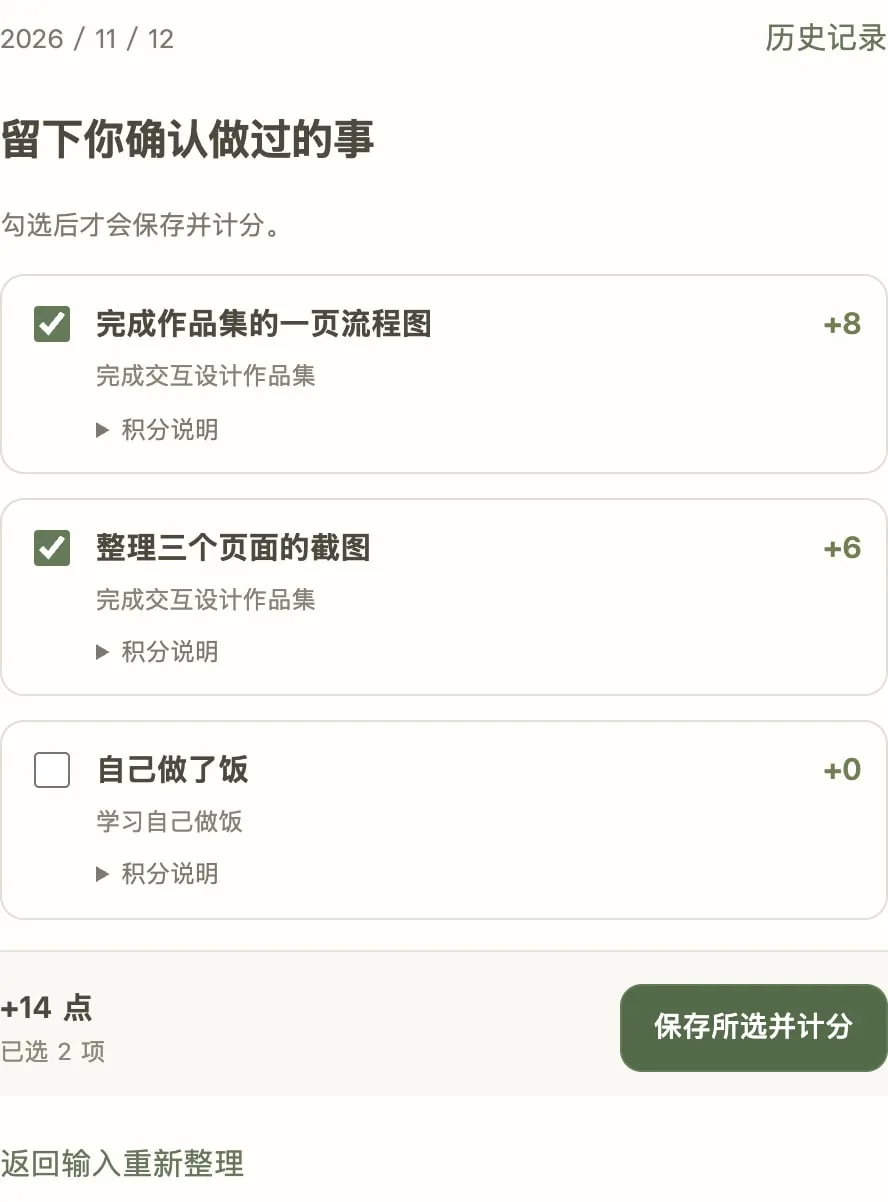 2026 / 11 / 12
历史记录
留下你确认做过的事
勾选后才会保存并计分。
完成作品集的一页流程图
+8
完成交互设计作品集
▶ 积分说明
整理三个页面的截图
+6
完成交互设计作品集
▶ 积分说明
自己做了饭
+0
学习自己做饭
▶ 积分说明
+14 点
已选 2 项
保存所选并计分
返回输入重新整理